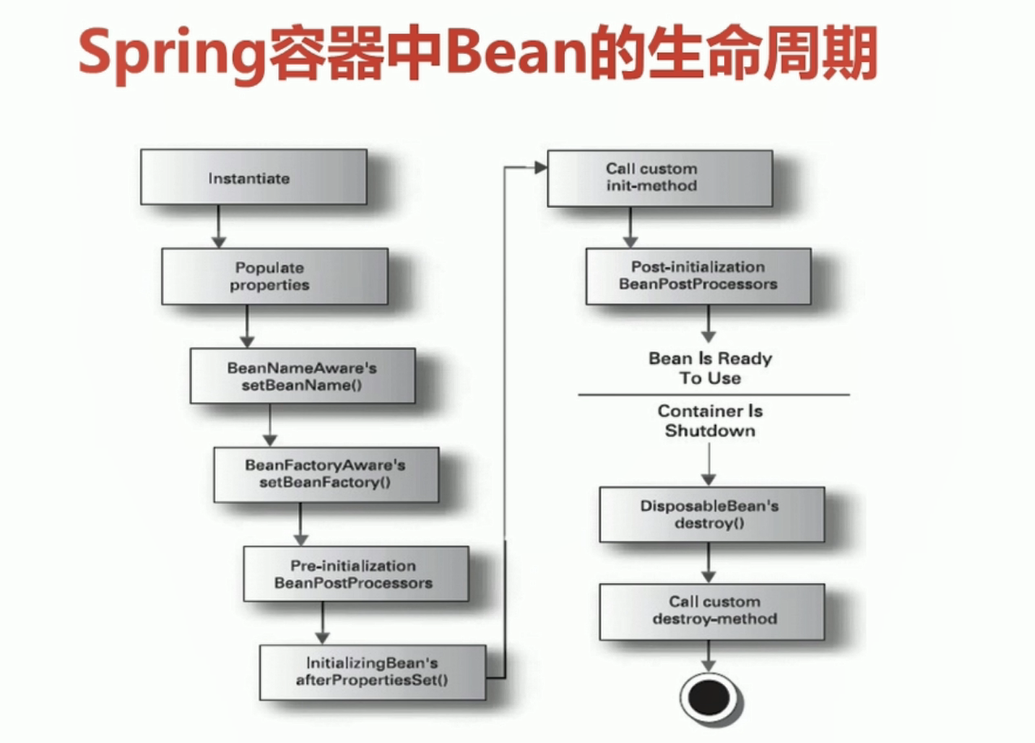 Spring容器中Bean的生命周期
Instantiate
Populate
properties
BeanNameAware's
setBeanName()
BeanFactoryAware's
setBeanFactory()
Pre-initialization
BeanPostProcessors
InitializingBean's
afterPropertiesSet()
Call custom
init-method
Post-initialization
BeanPostProcessors
Bean Is Ready
To Use
Container Is
Shutdown
DisposableBean's
destroy()
Call custom
destroy-method